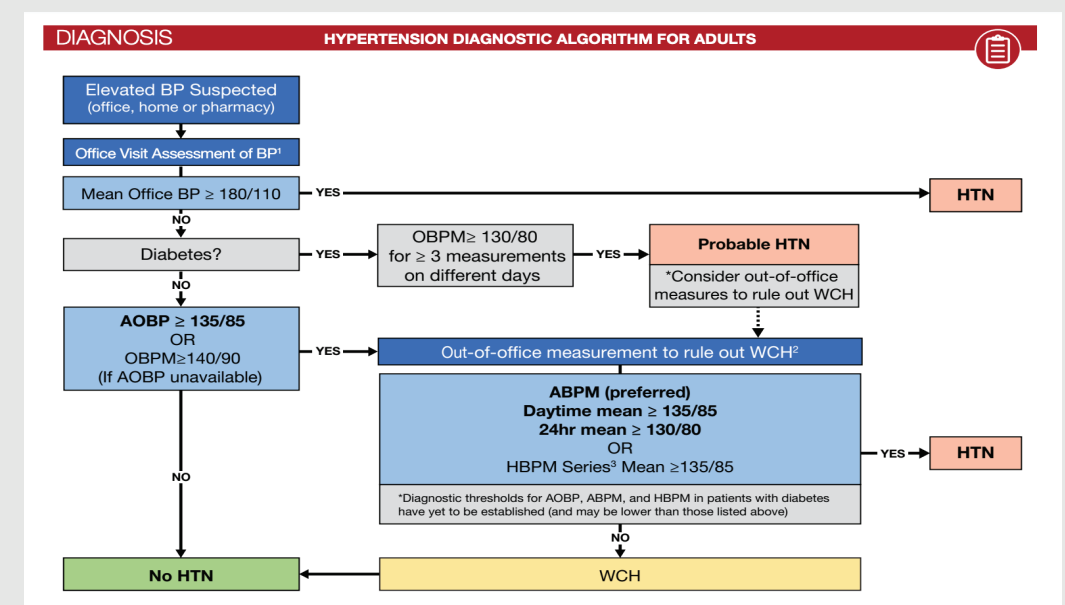 DIAGNOSIS
HYPERTENSION DIAGNOSTIC ALGORITHM FOR ADULTS
Elevated BP Suspected
(office, home or pharmacy)
Office Visit Assessment of BP¹
Mean Office BP ≥ 180/110
YES
HTN
NO
Diabetes?
YES
OBPM≥ 130/80
for ≥ 3 measurements
on different days
YES
Probable HTN
*Consider out-of-office
measures to rule out WCH
NO
AOBP ≥ 135/85
OR
OBPM≥140/90
(If AOBP unavailable)
YES
Out-of-office measurement to rule out WCH²
ABPM (preferred)
Daytime mean ≥ 135/85
24hr mean ≥ 130/80
OR
HBPM Series³ Mean ≥135/85
YES
HTN
*Diagnostic thresholds for AOBP, ABPM, and HBPM in patients with diabetes
have yet to be established (and may be lower than those listed above)
NO
NO
No HTN
WCH